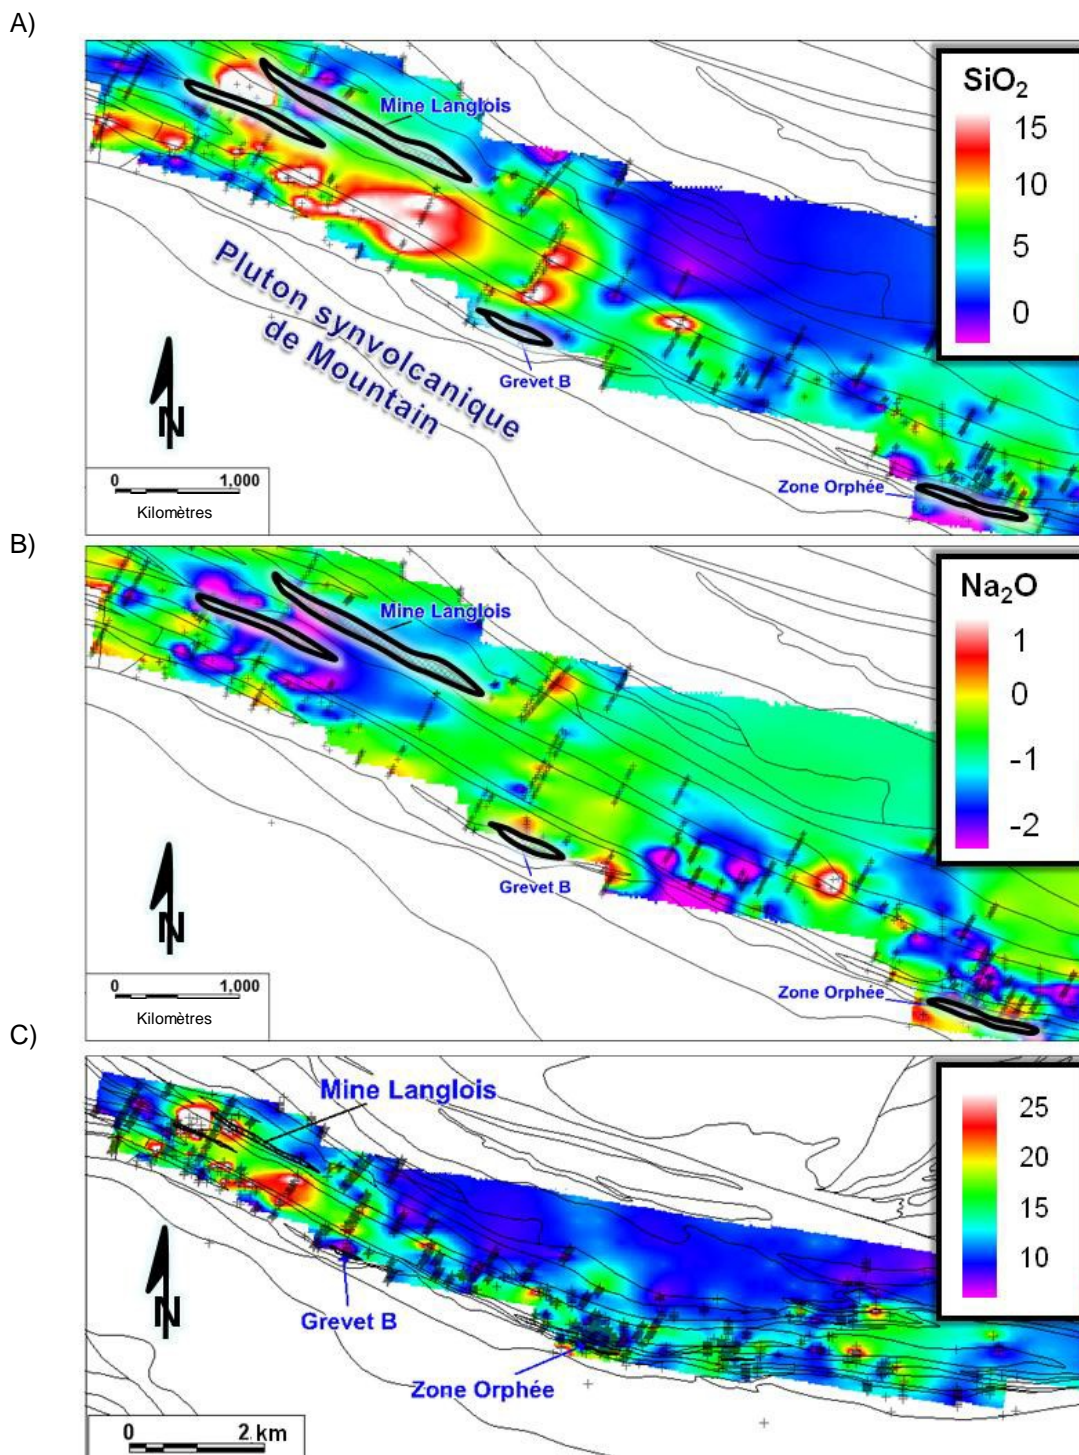 A)
SiO₂
15
10
5
0
Mine Langlois
Pluton synvolcanique
de Mountain
Grevet B
Zone Orphée
N
0 1,000
Kilomètres
B)
Na₂O
1
0
-1
-2
Mine Langlois
Grevet B
Zone Orphée
N
0 1,000
Kilomètres
C)
25
20
15
10
Mine Langlois
Grevet B
Zone Orphée
N
0 2 km